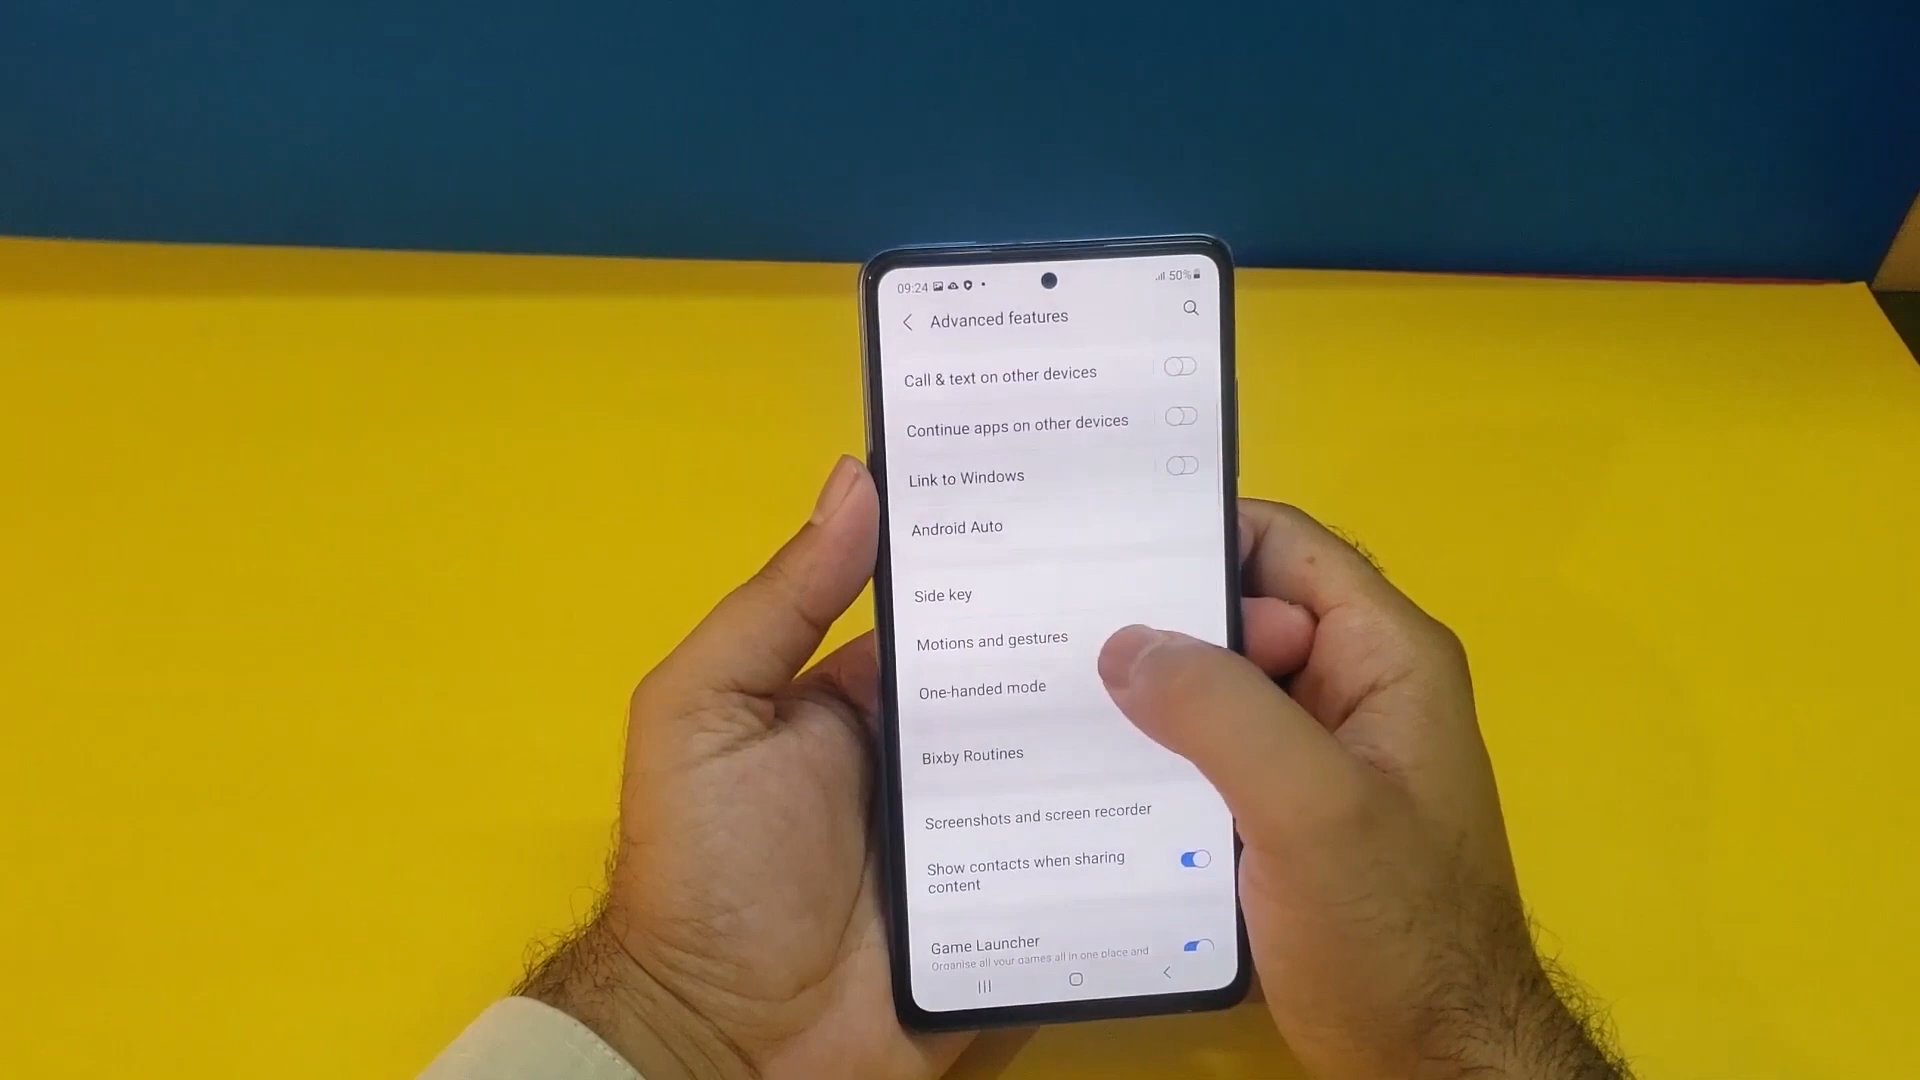 09:24 50%
Advanced features
Call & text on other devices
Continue apps on other devices
Link to Windows
Android Auto
Side key
Motions and gestures
One-handed mode
Bixby Routines
Screenshots and screen recorder
Show contacts when sharing
content
Game Launcher
Organise all your games all in one place and